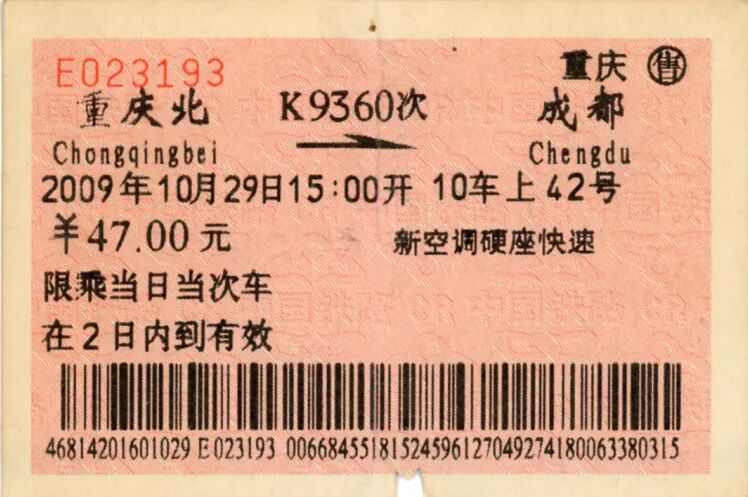 E023193
重庆 售
重庆北 K9360次 成都
Chongqingbei Chengdu
2009年10月29日15:00开 10车上42号
￥47.00元 新空调硬座快速
限乘当日当次车
在2日内到有效
46814201601029 E023193 00668455181524596127049274180063380315